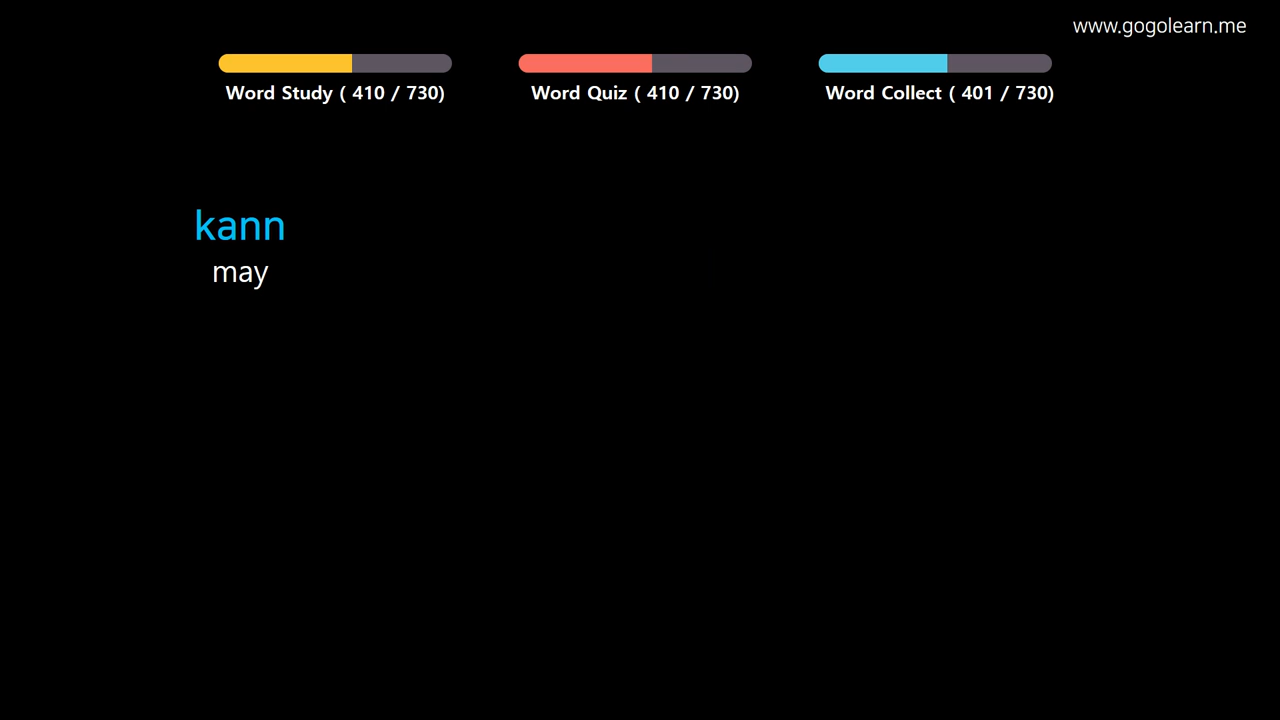 www.gogolearn.me
Word Study ( 410 / 730)
Word Quiz ( 410 / 730)
Word Collect ( 401 / 730)
kann
may